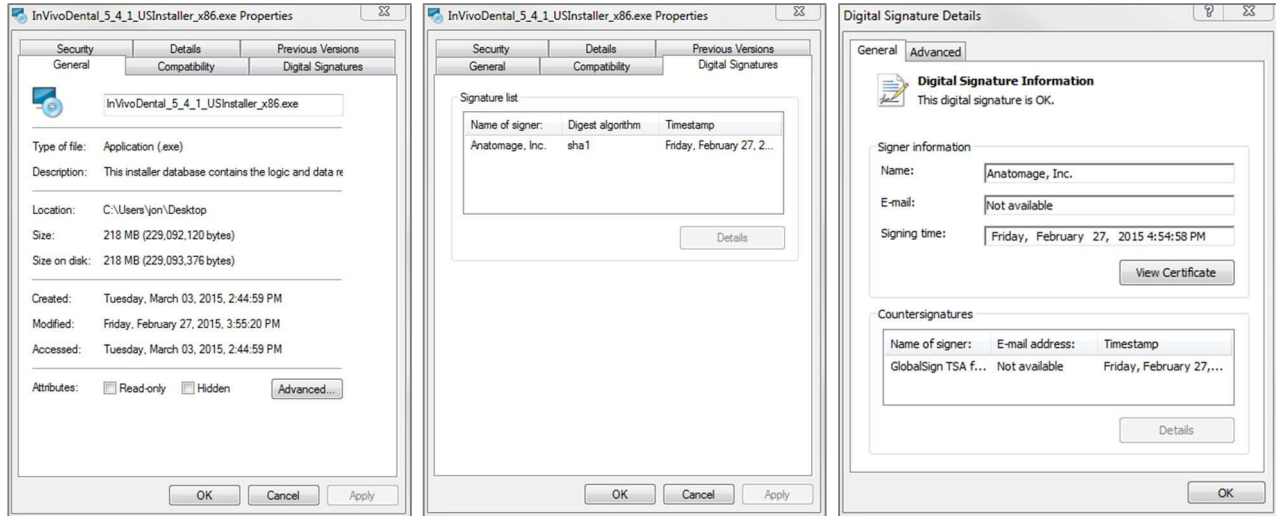 InVivoDental_5_4_1_USInstaller_x86.exe Properties
Security Details Previous Versions
General Compatibility Digital Signatures
InVivoDental_5_4_1_USInstaller_x86.exe
Type of file: Application (.exe)
Description: This installer database contains the logic and data re
Location: C:\Users\jon\Desktop
Size: 218 MB (229,092,120 bytes)
Size on disk: 218 MB (229,093,376 bytes)
Created: Tuesday, March 03, 2015, 2:44:59 PM
Modified: Friday, February 27, 2015, 3:55:20 PM
Accessed: Tuesday, March 03, 2015, 2:44:59 PM
Attributes: Read-only Hidden Advanced...
OK Cancel Apply
InVivoDental_5_4_1_USInstaller_x86.exe Properties
Security Details Previous Versions
General Compatibility Digital Signatures
Signature list
Name of signer: Digest algorithm Timestamp
Anatomage, Inc. sha1 Friday, February 27, 2...
Details
OK Cancel Apply
Digital Signature Details
General Advanced
Digital Signature Information
This digital signature is OK.
Signer information
Name: Anatomage, Inc.
E-mail: Not available
Signing time: Friday, February 27, 2015 4:54:58 PM
View Certificate
Countersignatures
Name of signer: E-mail address: Timestamp
GlobalSign TSA f... Not available Friday, February 27,...
Details
OK